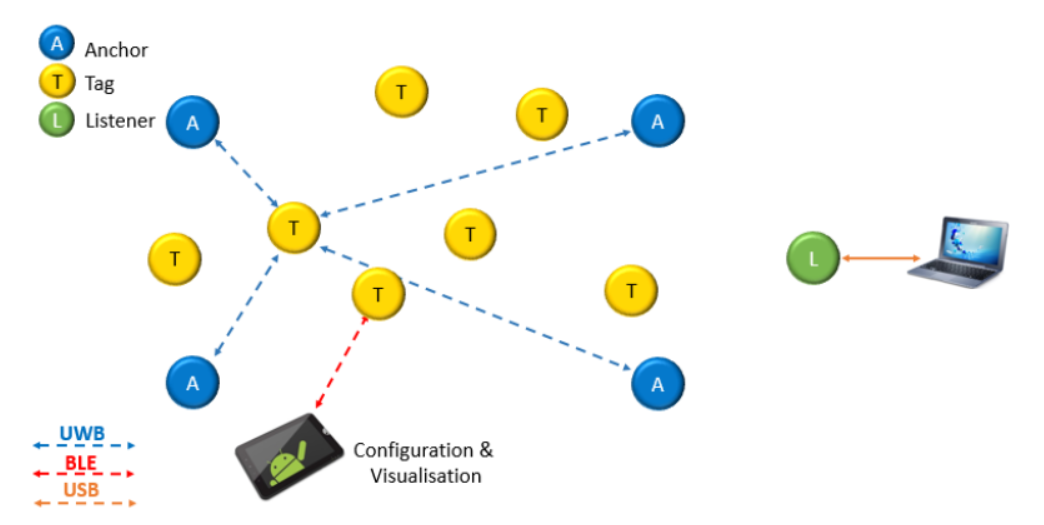 A Anchor
T Tag
L Listener
A
T
T
A
T
T
T
L
T
T
A
A
Configuration &
Visualisation
UWB
BLE
USB